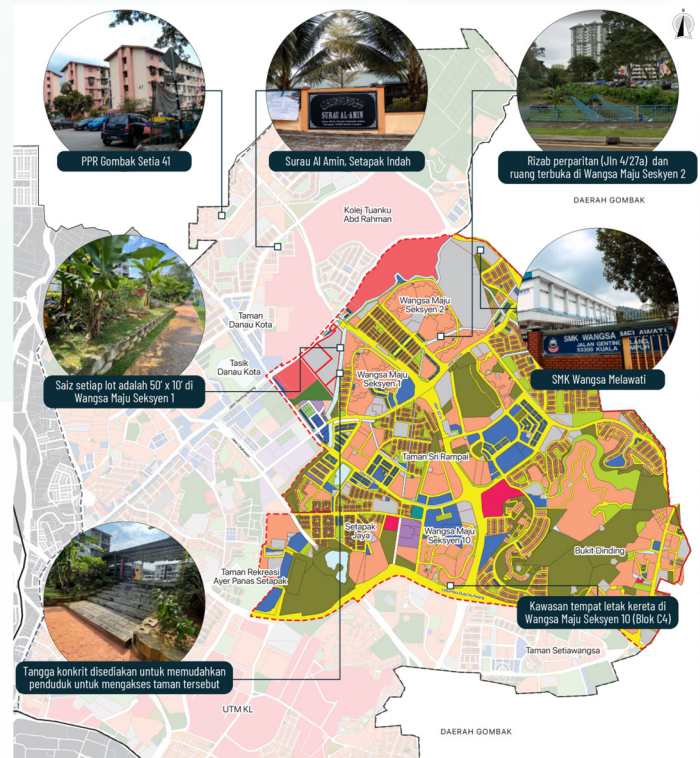 N
PPR Gombak Setia 41
SURAU AL-AMIN
Surau Al Amin, Setapak Indah
Rizab perparitan (Jln 4/27a) dan
ruang terbuka di Wangsa Maju Seskyen 2
DAERAH GOMBAK
Kolej Tuanku
Abd Rahman
Taman
Danau Kota
Wangsa Maju
Seksyen 2
SMK WANGSA MELAWATI
53300 KUALA LUMPUR
SMK Wangsa Melawati
Tasik
Danau Kota
Saiz setiap lot adalah 50' x 10' di
Wangsa Maju Seksyen 1
Wangsa Maju
Seksyen 1
Taman Sri Rampai
Setapak
Jaya
Wangsa Maju
Seksyen 10
Bukit Dinding
Taman Rekreasi
Ayer Panas Setapak
Kawasan tempat letak kereta di
Wangsa Maju Seksyen 10 (Blok C4)
Taman Setiawangsa
Tangga konkrit disediakan untuk memudahkan
penduduk untuk mengakses taman tersebut
UTM KL
DAERAH GOMBAK